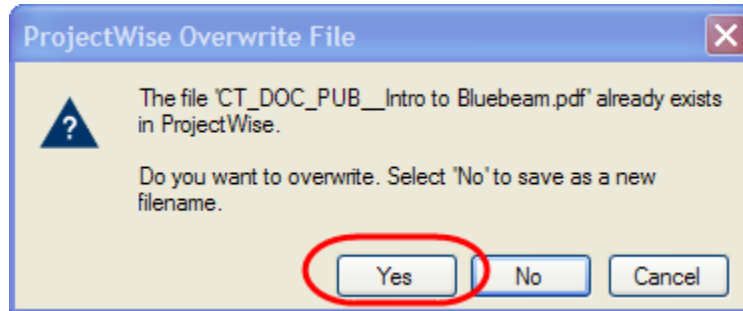 ProjectWise Overwrite File
The file 'CT_DOC_PUB__Intro to Bluebeam.pdf' already exists
in ProjectWise.
Do you want to overwrite. Select 'No' to save as a new
filename.
Yes No Cancel